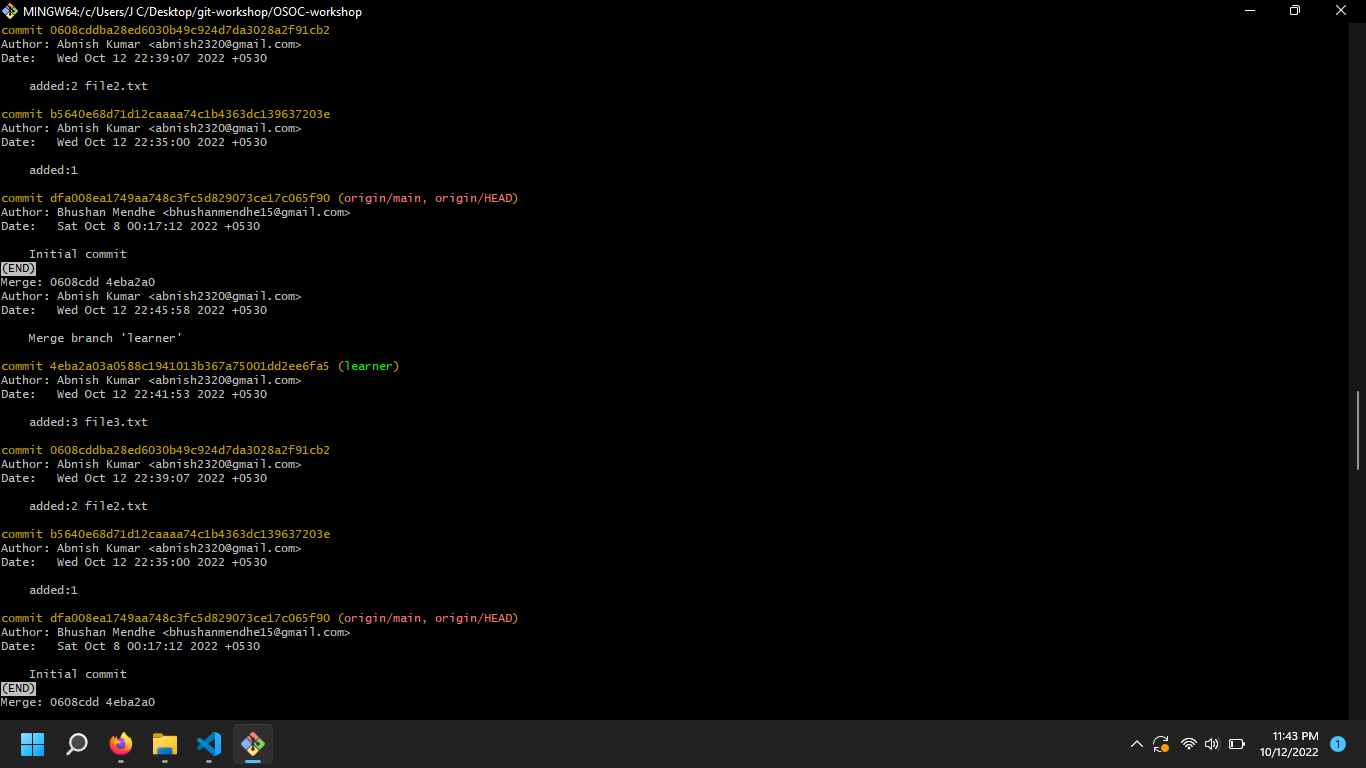 MINGW64:/c/Users/J C/Desktop/git-workshop/OSOC-workshop
commit 0608cddba28ed6030b49c924d7da3028a2f91cb2
Author: Abnish Kumar <abnish2320@gmail.com>
Date:   Wed Oct 12 22:39:07 2022 +0530
added:2 file2.txt
commit b5640e68d71d12caaaa74c1b4363dc139637203e
Author: Abnish Kumar <abnish2320@gmail.com>
Date:   Wed Oct 12 22:35:00 2022 +0530
added:1
commit dfa008ea1749aa748c3fc5d829073ce17c065f90 (origin/main, origin/HEAD)
Author: Bhushan Mendhe <bhushanmendhe15@gmail.com>
Date:   Sat Oct 8 00:17:12 2022 +0530
Initial commit
(END)
Merge: 0608cdd 4eba2a0
Author: Abnish Kumar <abnish2320@gmail.com>
Date:   Wed Oct 12 22:45:58 2022 +0530
Merge branch 'learner'
commit 4eba2a03a0588c1941013b367a75001dd2ee6fa5 (learner)
Author: Abnish Kumar <abnish2320@gmail.com>
Date:   Wed Oct 12 22:41:53 2022 +0530
added:3 file3.txt
commit 0608cddba28ed6030b49c924d7da3028a2f91cb2
Author: Abnish Kumar <abnish2320@gmail.com>
Date:   Wed Oct 12 22:39:07 2022 +0530
added:2 file2.txt
commit b5640e68d71d12caaaa74c1b4363dc139637203e
Author: Abnish Kumar <abnish2320@gmail.com>
Date:   Wed Oct 12 22:35:00 2022 +0530
added:1
commit dfa008ea1749aa748c3fc5d829073ce17c065f90 (origin/main, origin/HEAD)
Author: Bhushan Mendhe <bhushanmendhe15@gmail.com>
Date:   Sat Oct 8 00:17:12 2022 +0530
Initial commit
(END)
Merge: 0608cdd 4eba2a0
11:43 PM
10/12/2022
1